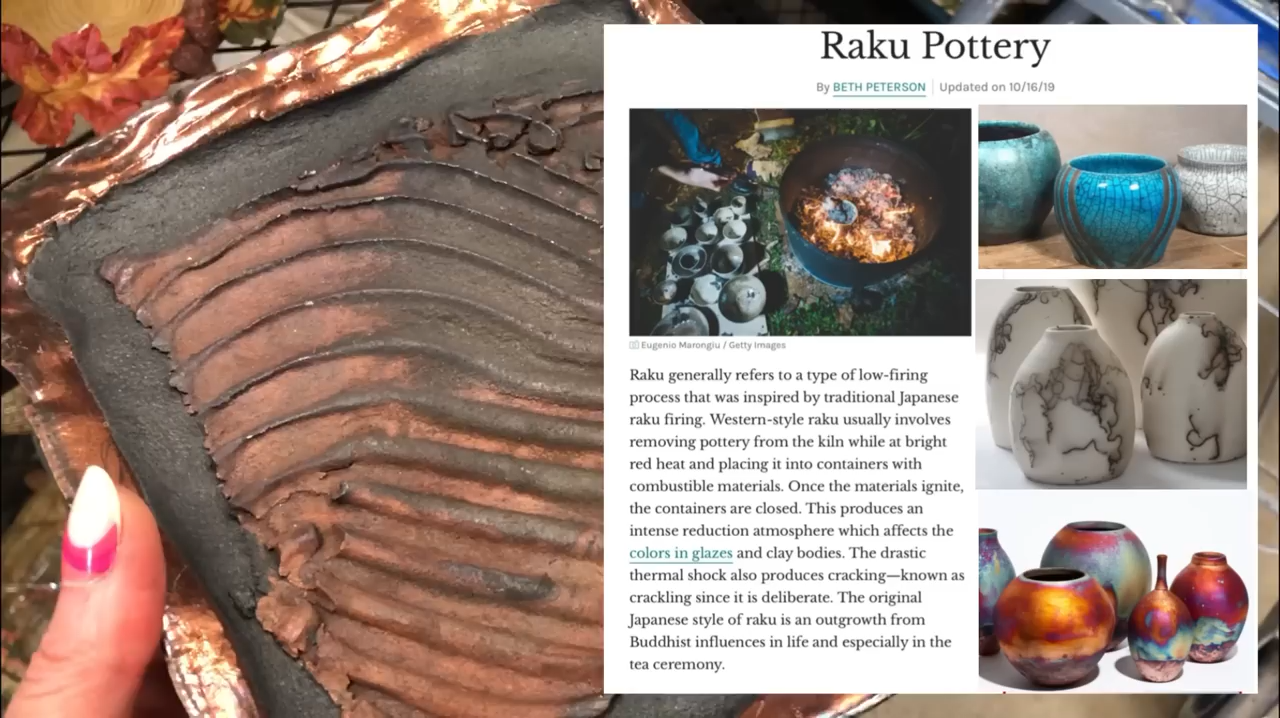 Raku Pottery
By BETH PETERSON Updated on 10/16/19
Eugenio Marongiu / Getty Images
Raku generally refers to a type of low-firing
process that was inspired by traditional Japanese
raku firing. Western-style raku usually involves
removing pottery from the kiln while at bright
red heat and placing it into containers with
combustible materials. Once the materials ignite,
the containers are closed. This produces an
intense reduction atmosphere which affects the
colors in glazes and clay bodies. The drastic
thermal shock also produces cracking—known as
crackling since it is deliberate. The original
Japanese style of raku is an outgrowth from
Buddhist influences in life and especially in the
tea ceremony.